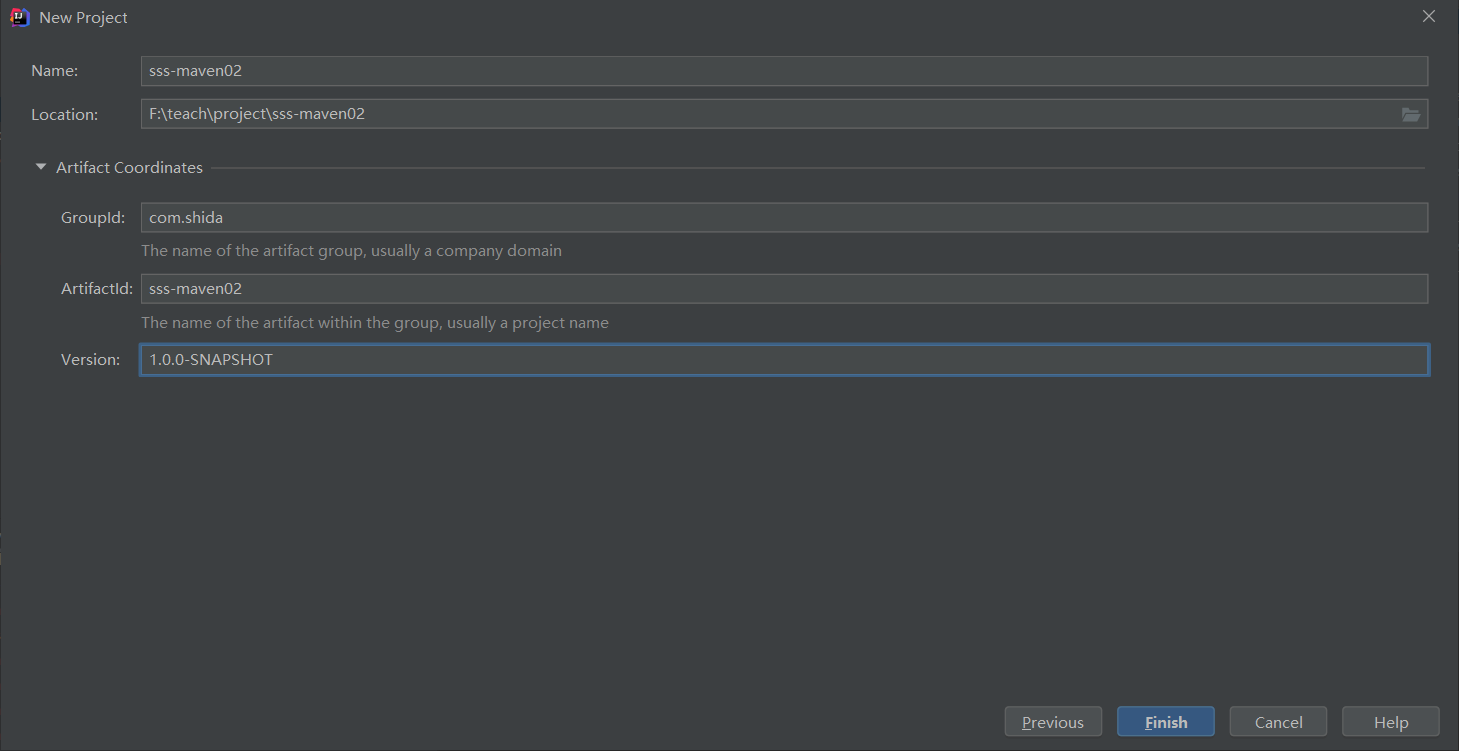 New Project
Name: sss-maven02
Location: F:\teach\project\sss-maven02
Artifact Coordinates
GroupId: com.shida
The name of the artifact group, usually a company domain
ArtifactId: sss-maven02
The name of the artifact within the group, usually a project name
Version: 1.0.0-SNAPSHOT
Previous Finish Cancel Help